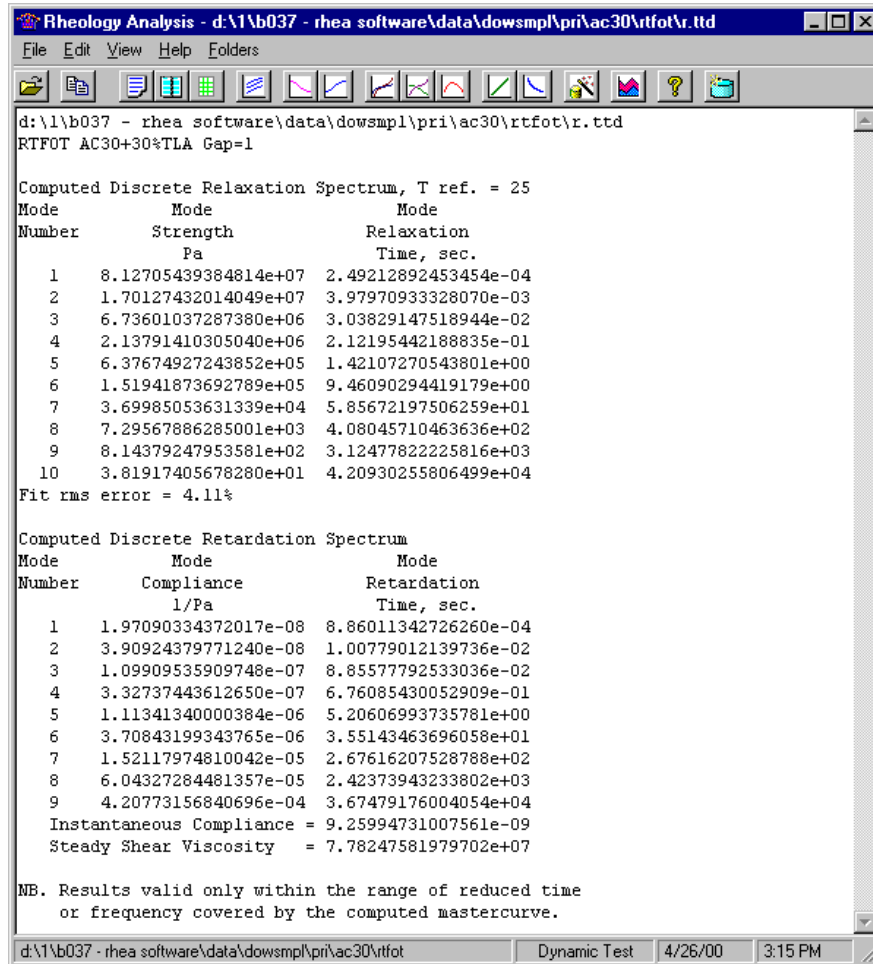 Rheology Analysis - d:\1\b037 - rhea software\data\dowsmpl\pri\ac30\rtfot\r.ttd
File Edit View Help Folders
d:\1\b037 - rhea software\data\dowsmpl\pri\ac30\rtfot\r.ttd
RTFOT AC30+30%TLA Gap=1
Computed Discrete Relaxation Spectrum, T ref. = 25
Mode Mode Mode
Number Strength Relaxation
Pa Time, sec.
1 8.12705439384814e+07 2.49212892453454e-04
2 1.70127432014049e+07 3.97970933328070e-03
3 6.73601037287380e+06 3.03829147518944e-02
4 2.13791410305040e+06 2.12195442188835e-01
5 6.37674927243852e+05 1.42107270543801e+00
6 1.51941873692789e+05 9.46090294419179e+00
7 3.69985053631339e+04 5.85672197506259e+01
8 7.29567886285001e+03 4.08045710463636e+02
9 8.14379247953581e+02 3.12477822225816e+03
10 3.81917405678280e+01 4.20930255806499e+04
Fit rms error = 4.11%
Computed Discrete Retardation Spectrum
Mode Mode Mode
Number Compliance Retardation
1/Pa Time, sec.
1 1.97090334372017e-08 8.86011342726260e-04
2 3.90924379771240e-08 1.00779012139736e-02
3 1.09909535909748e-07 8.85577792533036e-02
4 3.32737443612650e-07 6.76085430052909e-01
5 1.11341340000384e-06 5.20606993735781e+00
6 3.70843199343765e-06 3.55143463696058e+01
7 1.52117974810042e-05 2.67616207528788e+02
8 6.04327284481357e-05 2.42373943233802e+03
9 4.20773156840696e-04 3.67479176004054e+04
Instantaneous Compliance = 9.25994731007561e-09
Steady Shear Viscosity = 7.78247581979702e+07
NB. Results valid only within the range of reduced time
or frequency covered by the computed mastercurve.
d:\1\b037 - rhea software\data\dowsmpl\pri\ac30\rtfot Dynamic Test 4/26/00 3:15 PM